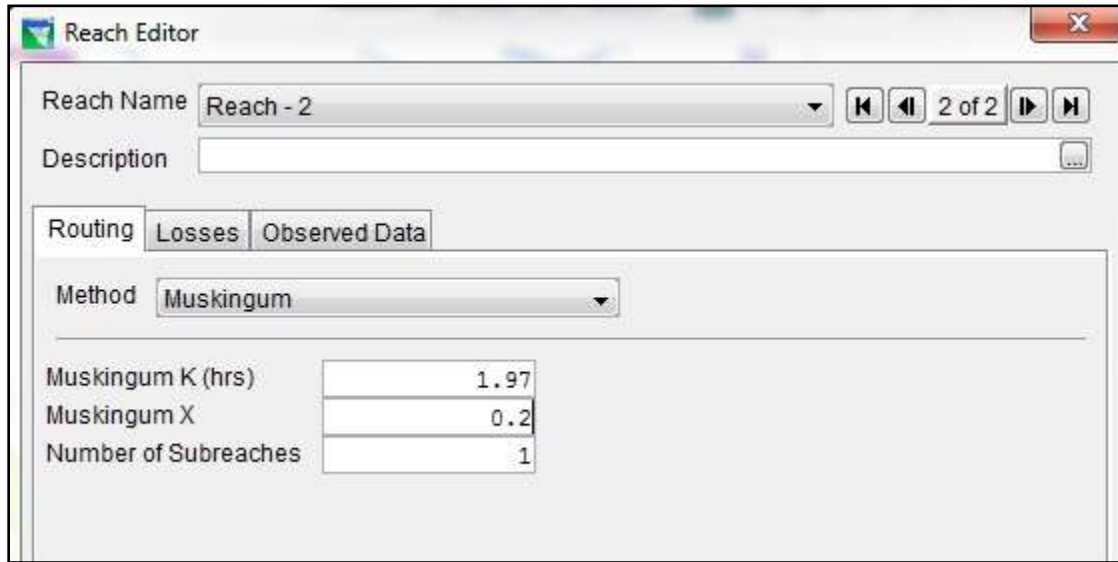 Reach Editor
Reach Name Reach - 2 2 of 2
Description ...
Routing Losses Observed Data
Method Muskingum
Muskingum K (hrs) 1.97
Muskingum X 0.2
Number of Subreaches 1